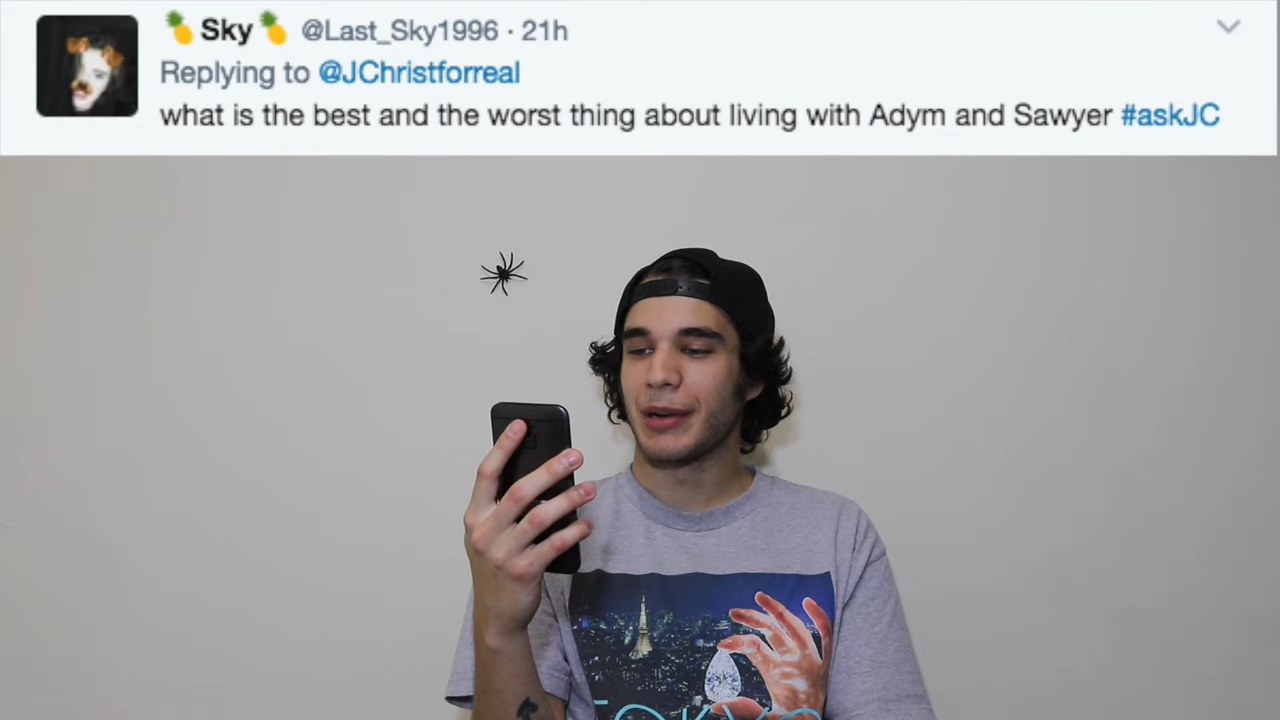 🍍 Sky 🍍 @Last_Sky1996 · 21h
Replying to @JChristforreal
what is the best and the worst thing about living with Adym and Sawyer #askJC
TOKYO